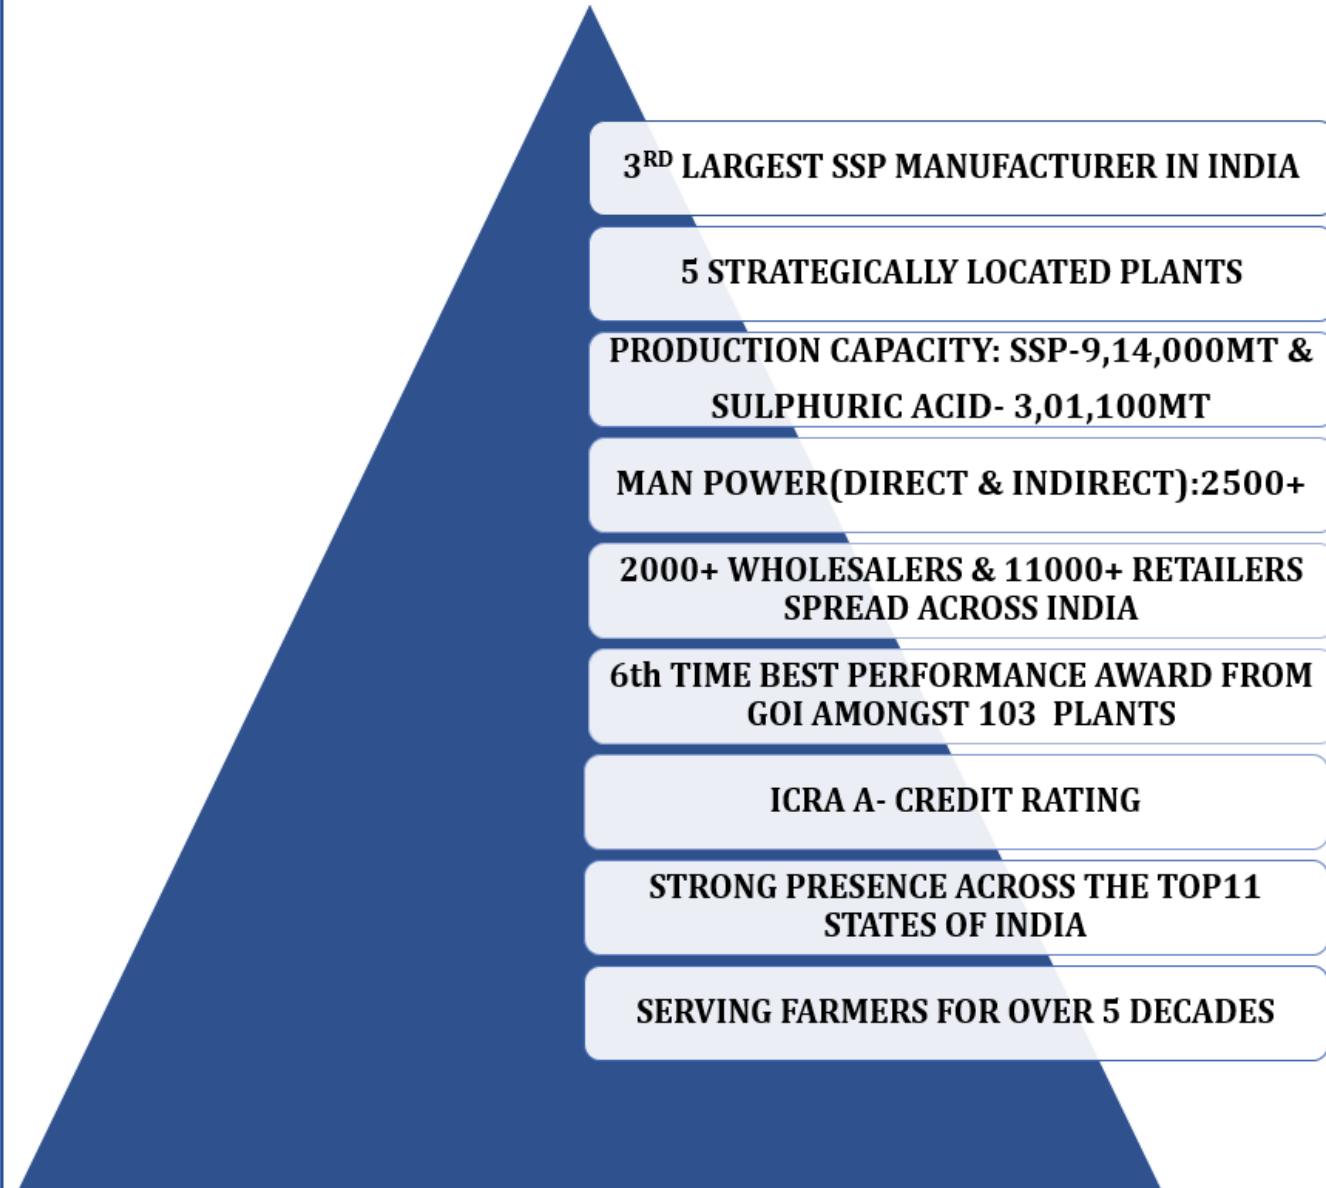 3RD LARGEST SSP MANUFACTURER IN INDIA
5 STRATEGICALLY LOCATED PLANTS
PRODUCTION CAPACITY: SSP-9,14,000MT &
SULPHURIC ACID- 3,01,100MT
MAN POWER(DIRECT & INDIRECT):2500+
2000+ WHOLESALERS & 11000+ RETAILERS
SPREAD ACROSS INDIA
6th TIME BEST PERFORMANCE AWARD FROM
GOI AMONGST 103  PLANTS
ICRA A- CREDIT RATING
STRONG PRESENCE ACROSS THE TOP11
STATES OF INDIA
SERVING FARMERS FOR OVER 5 DECADES